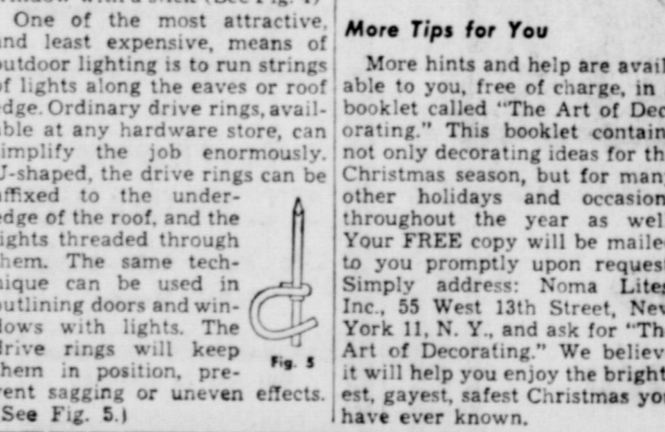 One of the most attractive,
and least expensive, means of
outdoor lighting is to run strings
of lights along the eaves or roof
edge. Ordinary drive rings, avail-
able at any hardware store, can
simplify the job enormously.
U-shaped, the drive rings can be
affixed to the under-
edge of the roof, and the
lights threaded through
them. The same tech-
nique can be used in
outlining doors and win-
dows with lights. The
drive rings will keep
them in position, pre-
vent sagging or uneven effects.
(See Fig. 5.)
Fig. 5
More Tips for You
More hints and help are avail
able to you, free of charge, in
booklet called "The Art of Dec
orating." This booklet contain
not only decorating ideas for th
Christmas season, but for man
other holidays and occasion
throughout the year as wel
Your FREE copy will be maile
to you promptly upon reques
Simply address: Noma Lites
Inc., 55 West 13th Street, New
York 11, N. Y., and ask for "Th
Art of Decorating." We believ
it will help you enjoy the bright
est, gayest, safest Christmas you
have ever known.